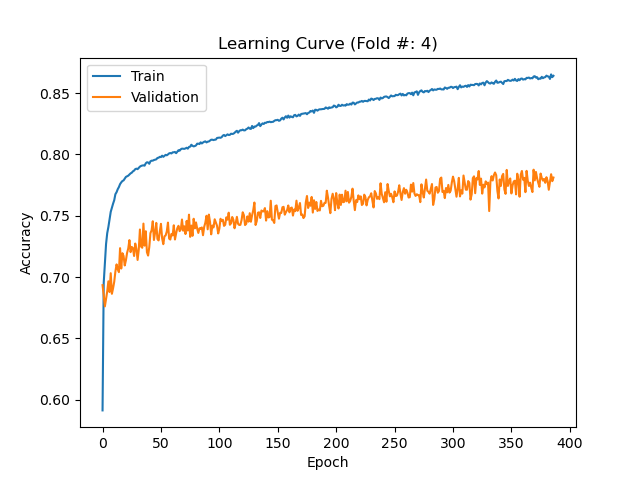 Learning Curve (Fold #: 4)
Train
Validation
Accuracy
0.85
0.80
0.75
0.70
0.65
0.60
0 50 100 150 200 250 300 350 400
Epoch